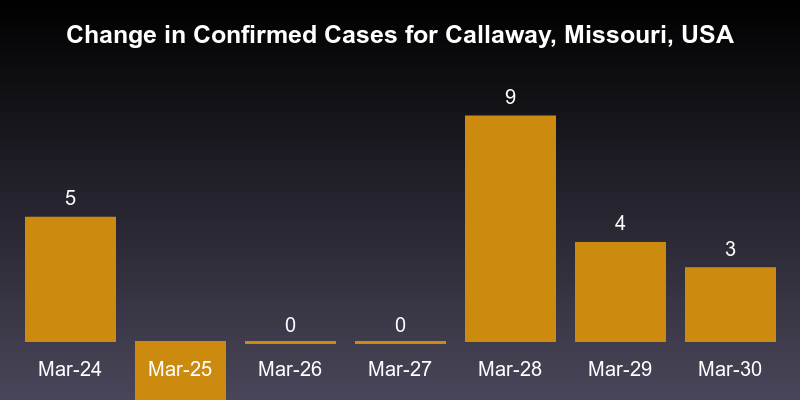 Change in Confirmed Cases for Callaway, Missouri, USA
9
5
4
3
0
0
Mar-24
Mar-25
Mar-26
Mar-27
Mar-28
Mar-29
Mar-30